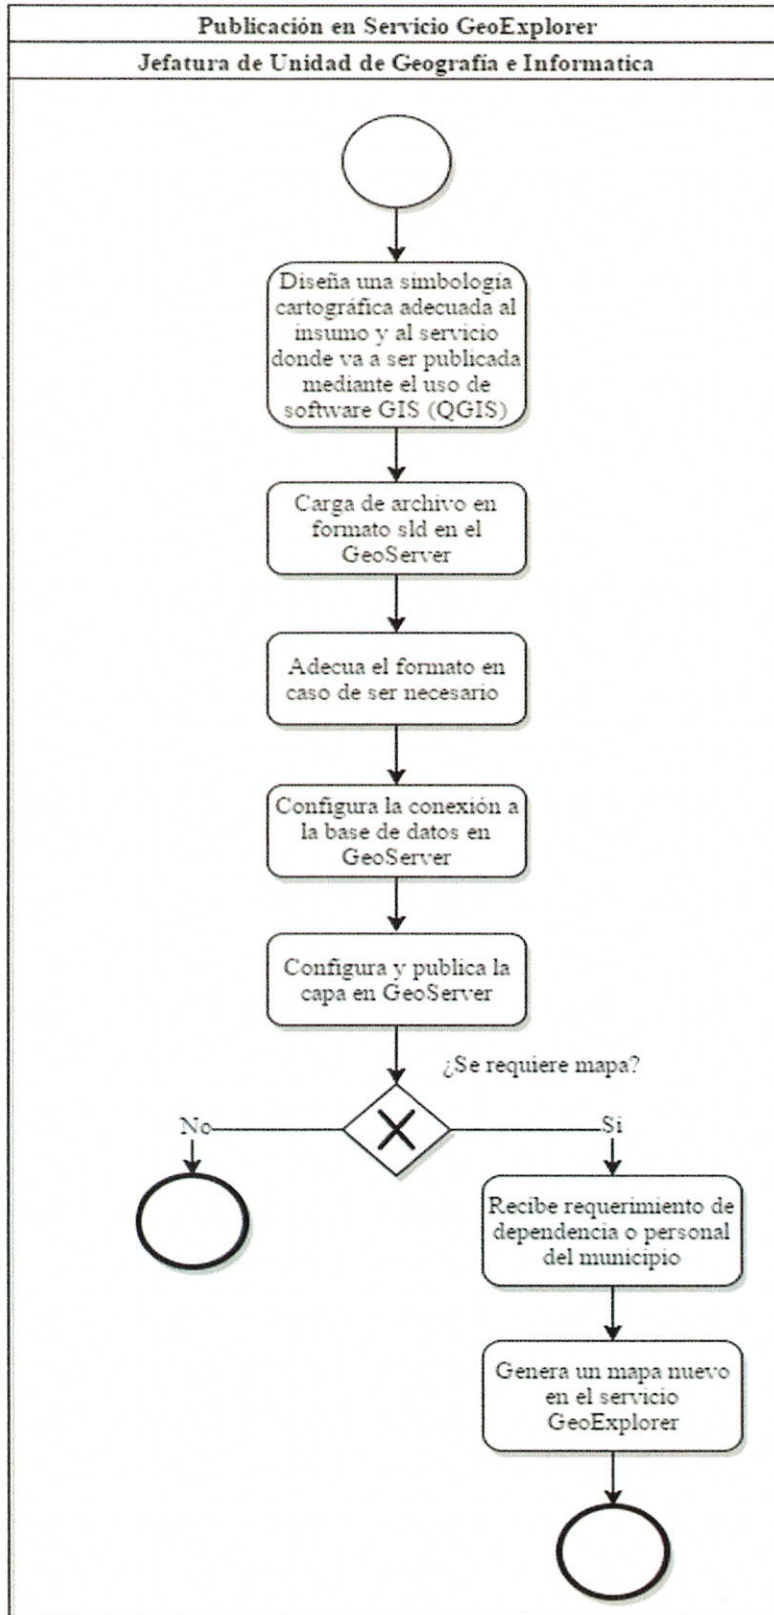 Publicación en Servicio GeoExplorer
Jefatura de Unidad de Geografía e Informatica
Diseña una simbología
cartográfica adecuada al
insumo y al servicio
donde va a ser publicada
mediante el uso de
software GIS (QGIS)
Carga de archivo en
formato sld en el
GeoServer
Adecua el formato en
caso de ser necesario
Configura la conexión a
la base de datos en
GeoServer
Configura y publica la
capa en GeoServer
¿Se requiere mapa?
No
Si
Recibe requerimiento de
dependencia o personal
del municipio
Genera un mapa nuevo
en el servicio
GeoExplorer